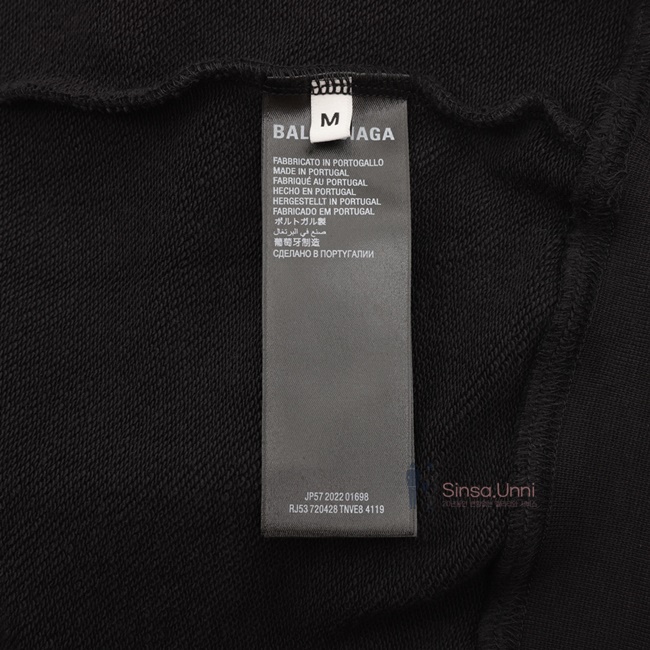 M
BAL NAGA
FABBRICATO IN PORTOGALLO
MADE IN PORTUGAL
FABRIQUÉ AU PORTUGAL
HECHO EN PORTUGAL
HERGESTELLT IN PORTUGAL
FABRICADO EM PORTUGAL
ポルトガル製
صنع في البرتغال
葡萄牙制造
СДЕЛАНО В ПОРТУГАЛИИ
JP57 2022 01698
RJ53 720428 TNVE8 4119
Sinsa.Unni